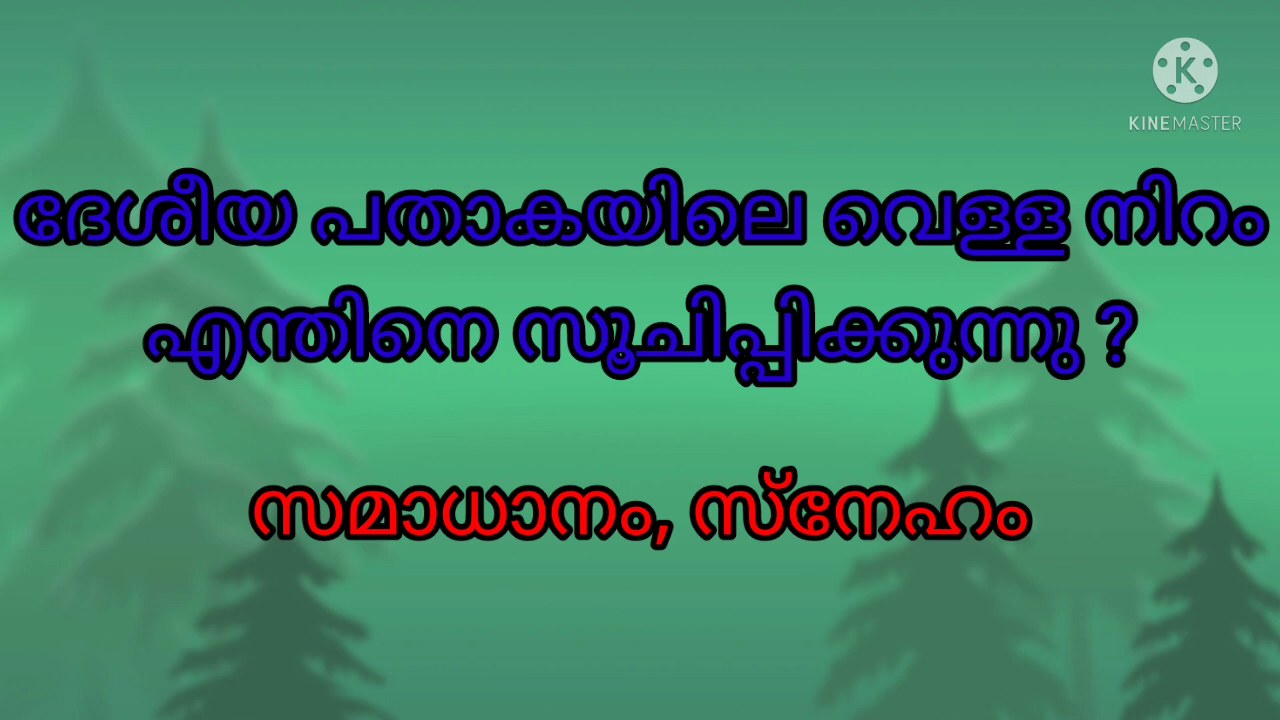 KINEMASTER
ദേശീയ പതാകയിലെ വെള്ള നിറം
എന്തിനെ സൂചിപ്പിക്കുന്നു ?
സമാധാനം, സ്നേഹം